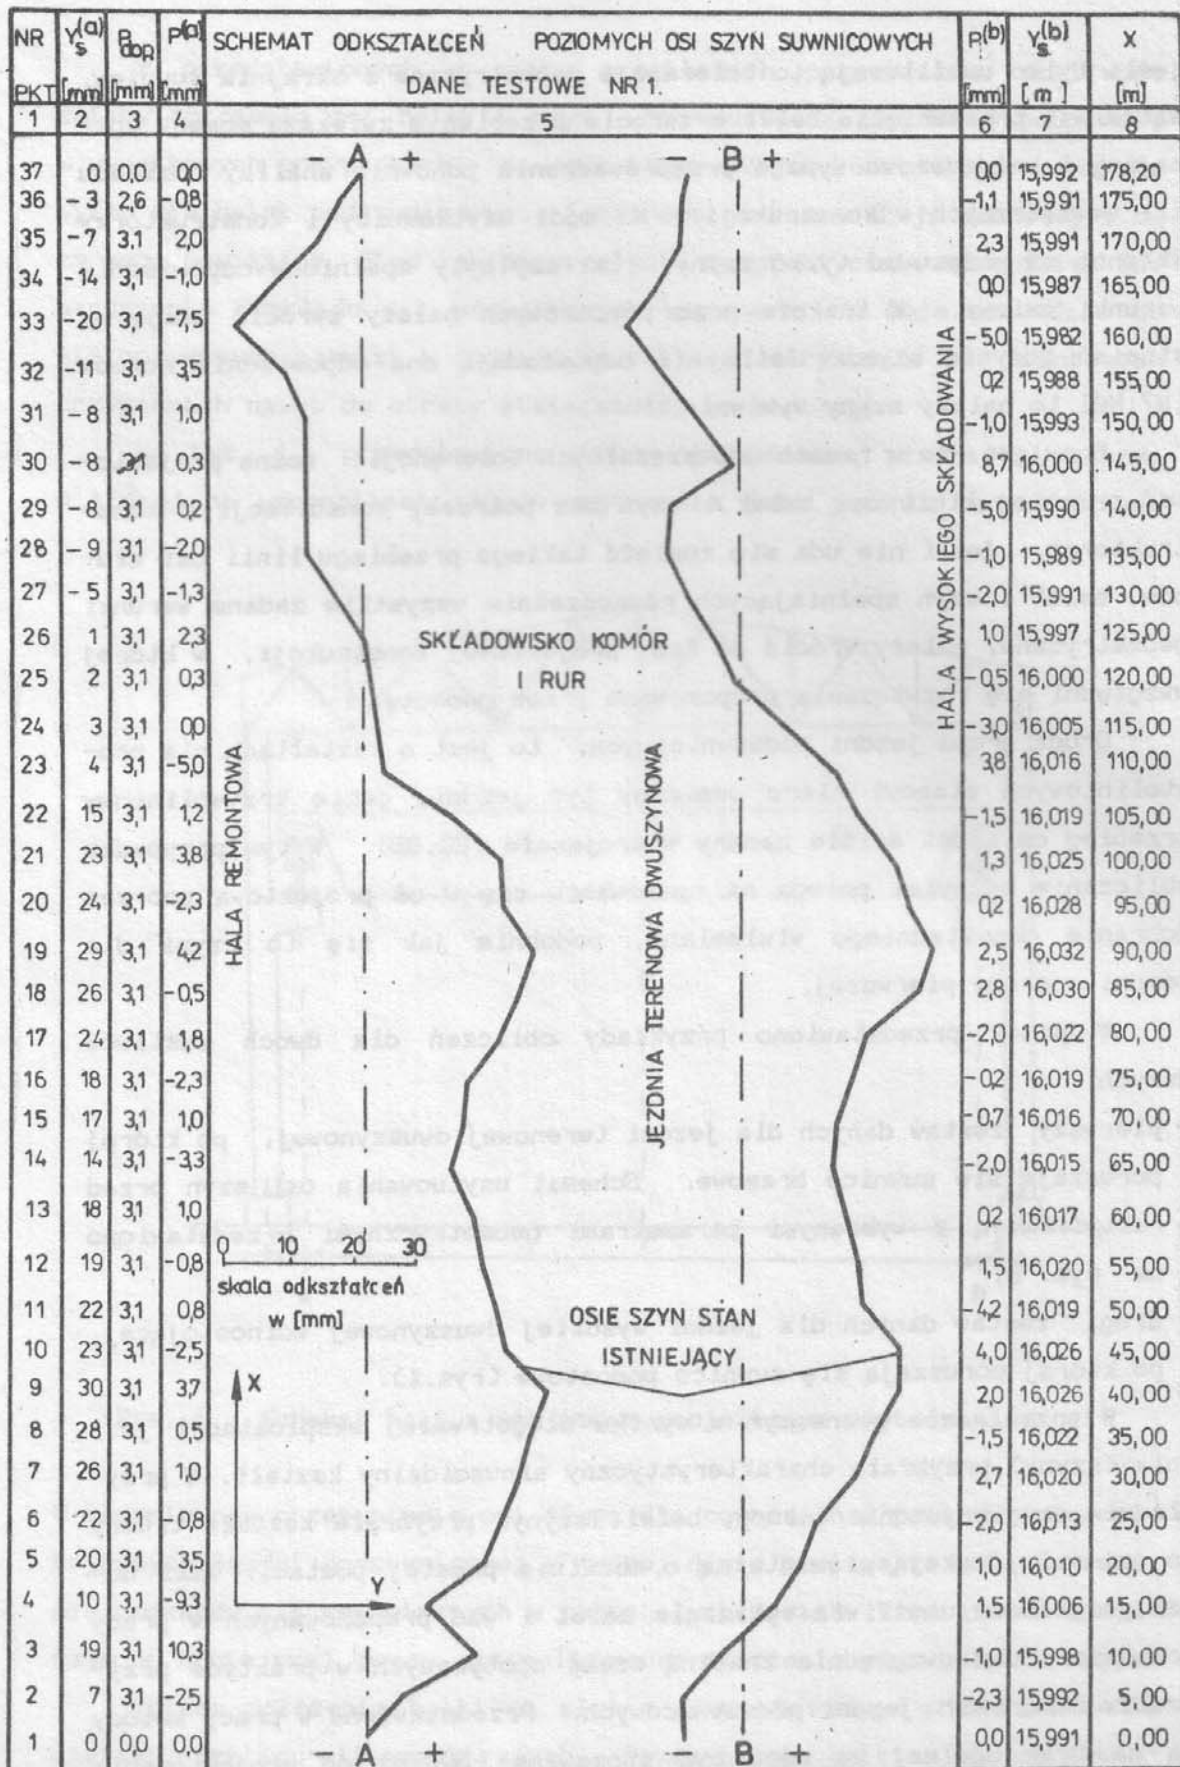 NR PKT Yₛ(a) [mm] Pdop [mm] P(a) [mm] SCHEMAT ODKSZTAŁCEŃ POZIOMYCH OSI SZYN SUWNICOWYCH P(b) [mm] Yₛ(b) [m] X [m]
DANE TESTOWE NR 1.
1 2 3 4 5 6 7 8
– A + – B +
37 0 0,0 0,0 0,0 15,992 178,20
36 -3 2,6 -0,8 -1,1 15,991 175,00
35 -7 3,1 2,0 2,3 15,991 170,00
34 -14 3,1 -1,0 0,0 15,987 165,00
33 -20 3,1 -7,5 -5,0 15,982 160,00
32 -11 3,1 3,5 0,2 15,988 155,00
31 -8 3,1 1,0 -1,0 15,993 150,00
30 -8 3,1 0,3 8,7 16,000 145,00
29 -8 3,1 0,2 -5,0 15,990 140,00
28 -9 3,1 -2,0 -1,0 15,989 135,00
27 -5 3,1 -1,3 -2,0 15,991 130,00
26 1 3,1 2,3 1,0 15,997 125,00
25 2 3,1 0,3 -0,5 16,000 120,00
24 3 3,1 0,0 -3,0 16,005 115,00
23 4 3,1 -5,0 3,8 16,016 110,00
22 15 3,1 1,2 -1,5 16,019 105,00
21 23 3,1 3,8 1,3 16,025 100,00
20 24 3,1 -2,3 0,2 16,028 95,00
19 29 3,1 4,2 2,5 16,032 90,00
18 26 3,1 -0,5 2,8 16,030 85,00
17 24 3,1 1,8 -2,0 16,022 80,00
16 18 3,1 -2,3 -0,2 16,019 75,00
15 17 3,1 1,0 -0,7 16,016 70,00
14 14 3,1 -3,3 -2,0 16,015 65,00
13 18 3,1 1,0 0,2 16,017 60,00
12 19 3,1 -0,8 1,5 16,020 55,00
11 22 3,1 0,8 -4,2 16,019 50,00
10 23 3,1 -2,5 4,0 16,026 45,00
9 30 3,1 3,7 2,0 16,026 40,00
8 28 3,1 0,5 -1,5 16,022 35,00
7 26 3,1 1,0 2,7 16,020 30,00
6 22 3,1 0,8 -2,0 16,013 25,00
5 20 3,1 3,5 1,0 16,010 20,00
4 10 3,1 -9,3 1,5 16,006 15,00
3 19 3,1 10,3 -1,0 15,998 10,00
2 7 3,1 -2,5 -2,3 15,992 5,00
1 0 0,0 0,0 0,0 15,991 0,00
HALA REMONTOWA
SKŁADOWISKO KOMÓR
I RUR
JEZDNIA TERENOWA DWUSZYNOWA
HALA WYSOKIEGO SKŁADOWANIA
0 10 20 30
skala odkształceń
w [mm]
OSIE SZYN STAN
ISTNIEJĄCY
X
Y
A + – B +